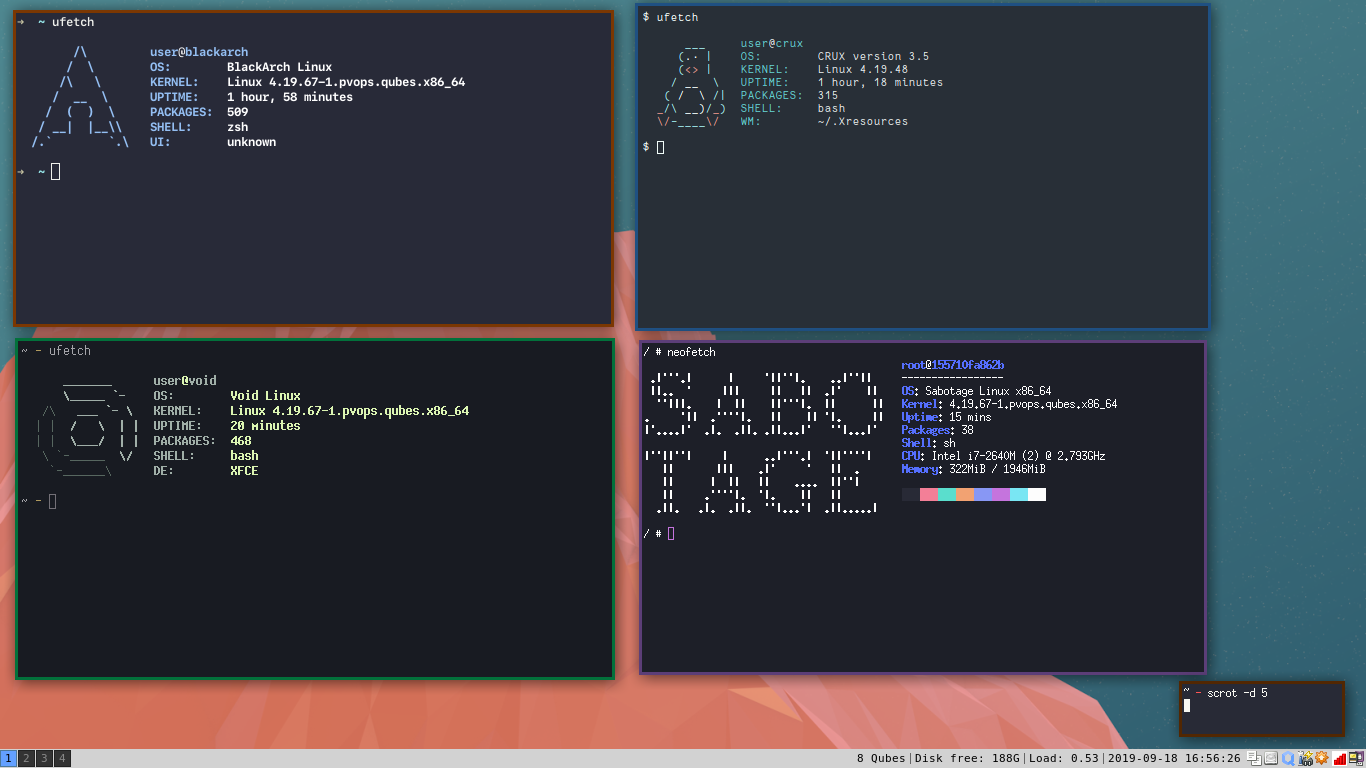 → ~ ufetch
user@blackarch
OS: BlackArch Linux
KERNEL: Linux 4.19.67-1.pvops.qubes.x86_64
UPTIME: 1 hour, 58 minutes
PACKAGES: 509
SHELL: zsh
UI: unknown
→ ~
$ ufetch
user@crux
OS: CRUX version 3.5
KERNEL: Linux 4.19.48
UPTIME: 1 hour, 18 minutes
PACKAGES: 315
SHELL: bash
WM: ~/.Xresources
$
~ - ufetch
user@void
OS: Void Linux
KERNEL: Linux 4.19.67-1.pvops.qubes.x86_64
UPTIME: 20 minutes
PACKAGES: 468
SHELL: bash
DE: XFCE
~ -
/ # neofetch
SABO
TAGE
root@155710fa862b
-----------------
OS: Sabotage Linux x86_64
Kernel: 4.19.67-1.pvops.qubes.x86_64
Uptime: 15 mins
Packages: 38
Shell: sh
CPU: Intel i7-2640M (2) @ 2.793GHz
Memory: 322MiB / 1946MiB
/ #
~ - scrot -d 5
1 2 3 4
8 Qubes|Disk free: 188G|Load: 0.53|2019-09-18 16:56:26